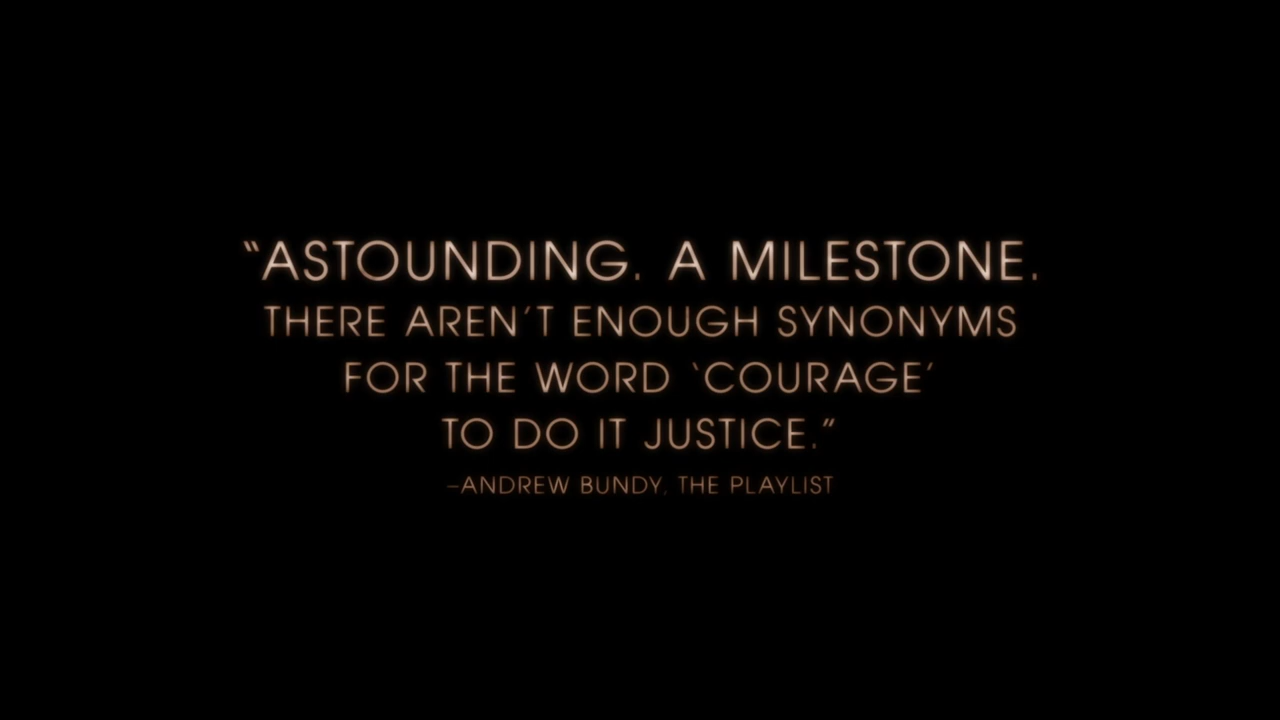 “ASTOUNDING. A MILESTONE.
THERE AREN’T ENOUGH SYNONYMS
FOR THE WORD ‘COURAGE’
TO DO IT JUSTICE.”
–ANDREW BUNDY, THE PLAYLIST